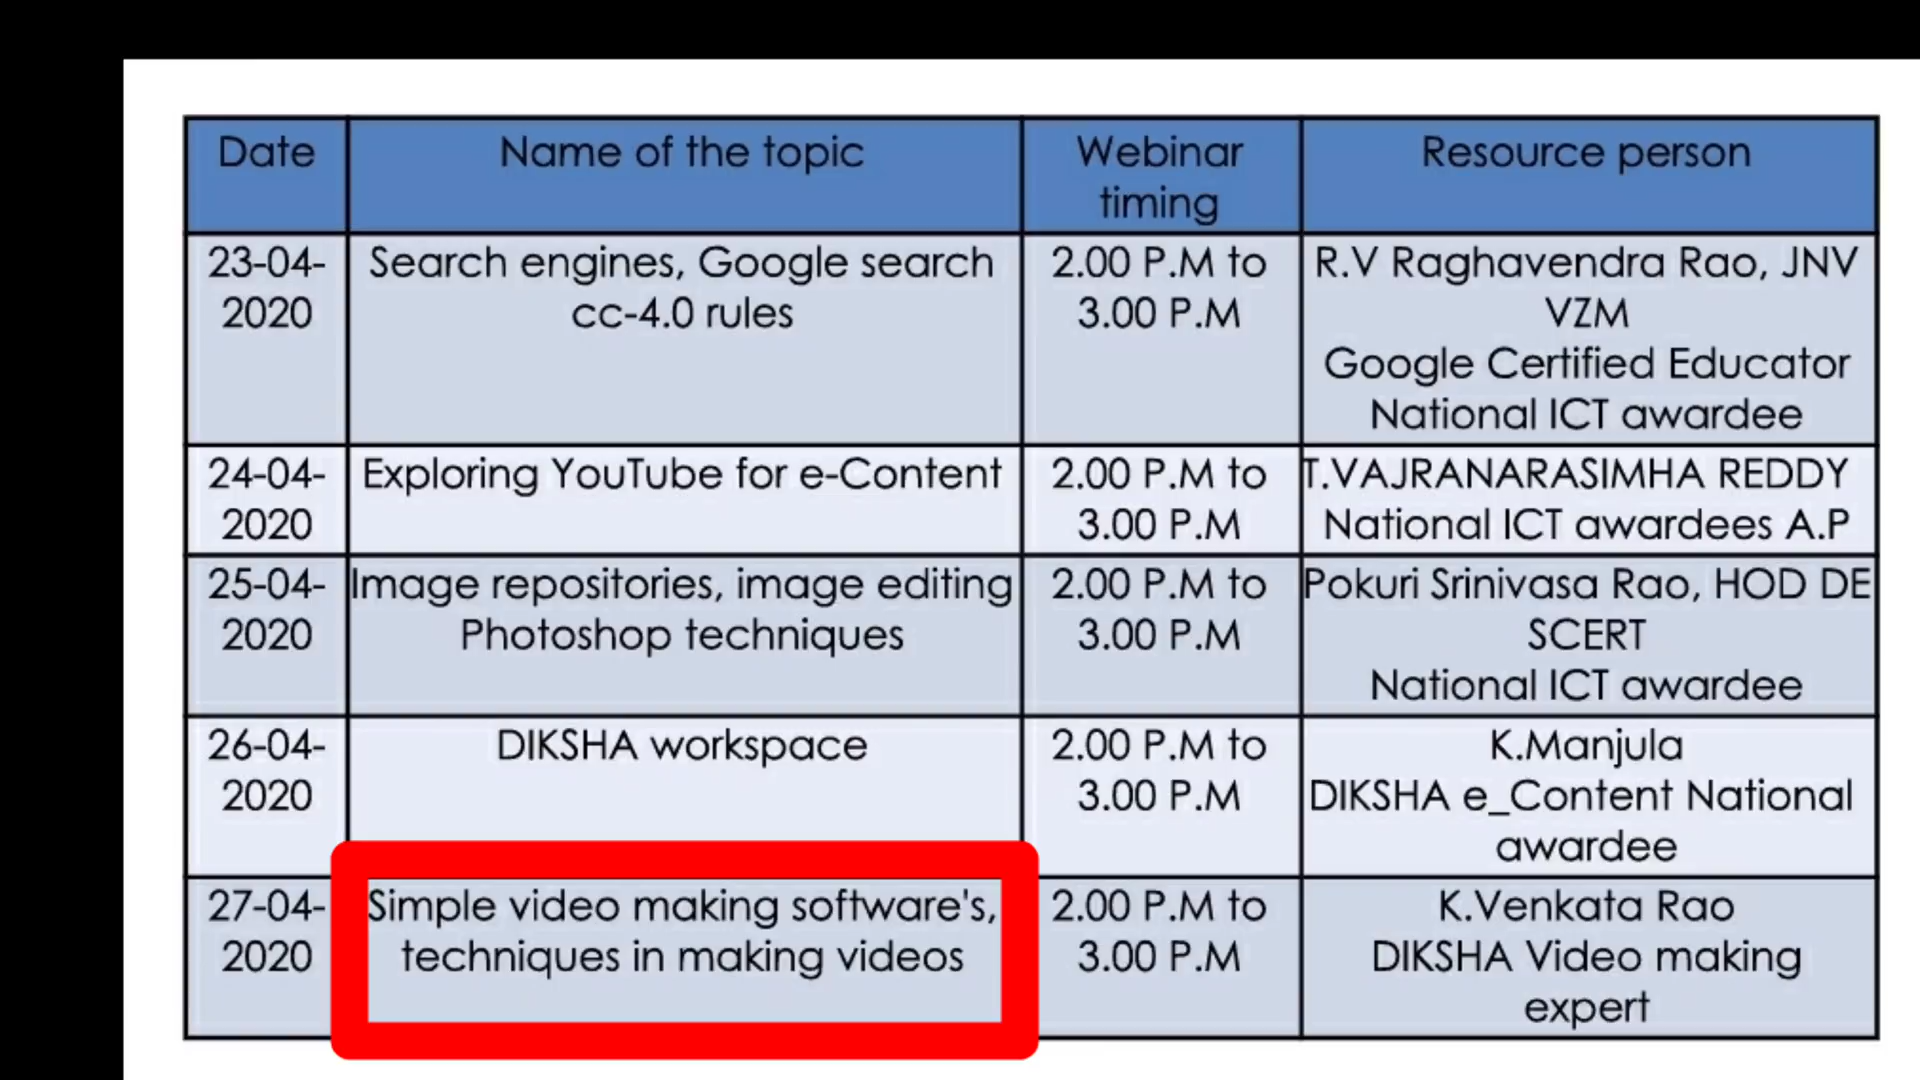 Date
Name of the topic
Webinar
timing
Resource person
23-04-
2020
Search engines, Google search
cc-4.0 rules
2.00 P.M to
3.00 P.M
R.V Raghavendra Rao, JNV
VZM
Google Certified Educator
National ICT awardee
24-04-
2020
Exploring YouTube for e-Content
2.00 P.M to
3.00 P.M
T.VAJRANARASIMHA REDDY
National ICT awardees A.P
25-04-
2020
Image repositories, image editing
Photoshop techniques
2.00 P.M to
3.00 P.M
Pokuri Srinivasa Rao, HOD DE
SCERT
National ICT awardee
26-04-
2020
DIKSHA workspace
2.00 P.M to
3.00 P.M
K.Manjula
DIKSHA e_Content National
awardee
27-04-
2020
Simple video making software's,
techniques in making videos
2.00 P.M to
3.00 P.M
K.Venkata Rao
DIKSHA Video making
expert